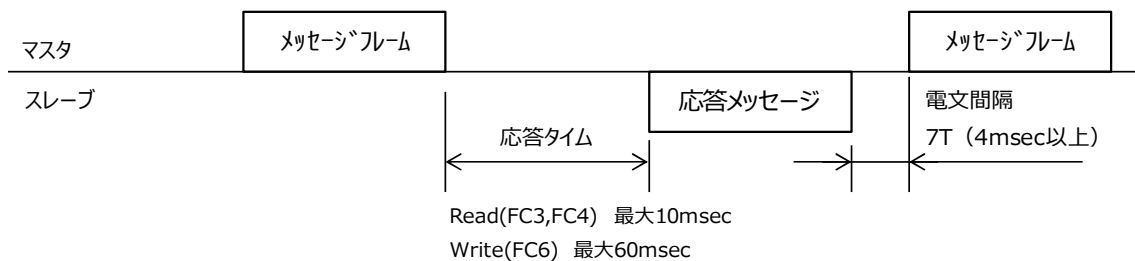 マスタ
ﾒｯｾｰｼﾞﾌﾚｰﾑ
ﾒｯｾｰｼﾞﾌﾚｰﾑ
スレーブ
応答メッセージ
電文間隔
応答タイム
7T（4msec以上）
Read(FC3,FC4) 最大10msec
Write(FC6) 最大60msec